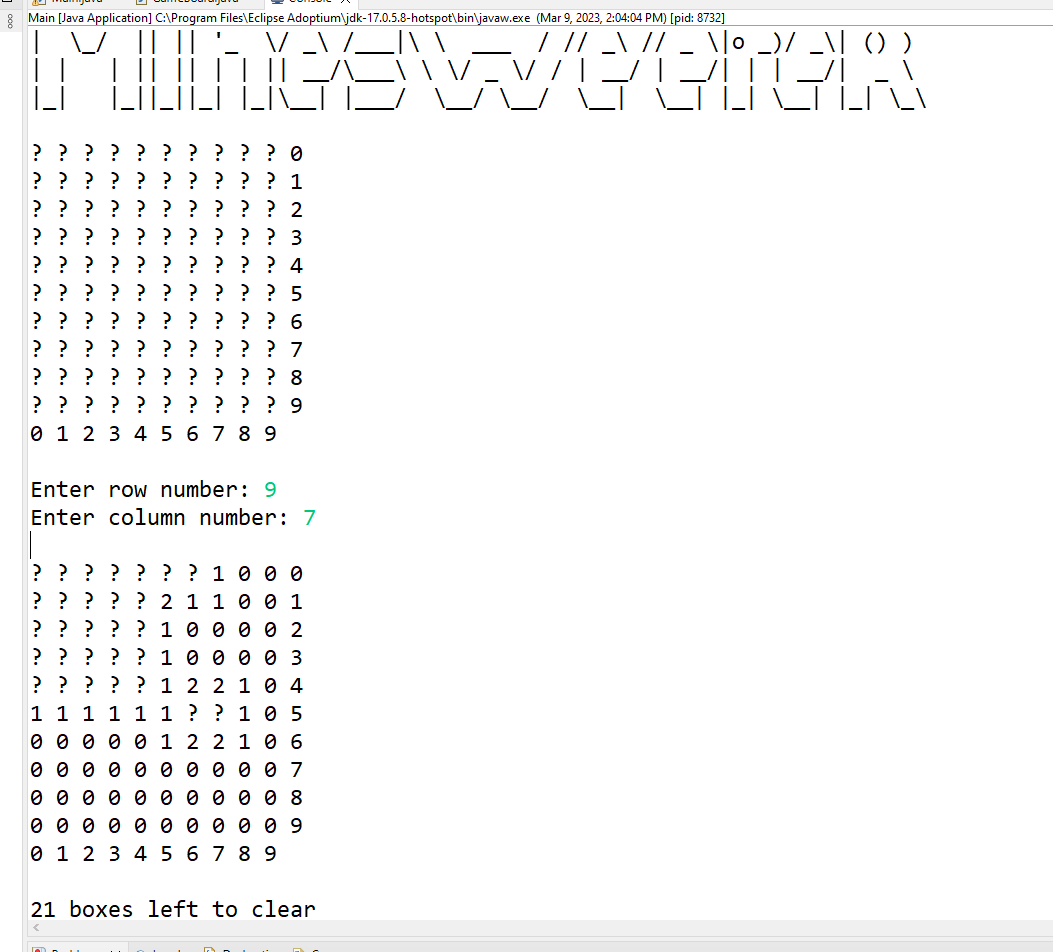 Main [Java Application] C:\Program Files\Eclipse Adoptium\jdk-17.0.5.8-hotspot\bin\javaw.exe (Mar 9, 2023, 2:04:04 PM) [pid: 8732]
|  \_/  || || '_  \/ _\ /___|\ \  ___  / // _\ // _ \|o _)/ _\| () )
| |   | || || | | || __/\___\ \ \/ _ \/ / | __/ | __/| | | __/|  _ \
|_|   |_||_||_| |_|\__| |___/  \__/ \__/  \__|  \__| |_| \__| |_| \_\
? ? ? ? ? ? ? ? ? ? 0
? ? ? ? ? ? ? ? ? ? 1
? ? ? ? ? ? ? ? ? ? 2
? ? ? ? ? ? ? ? ? ? 3
? ? ? ? ? ? ? ? ? ? 4
? ? ? ? ? ? ? ? ? ? 5
? ? ? ? ? ? ? ? ? ? 6
? ? ? ? ? ? ? ? ? ? 7
? ? ? ? ? ? ? ? ? ? 8
? ? ? ? ? ? ? ? ? ? 9
0 1 2 3 4 5 6 7 8 9
Enter row number: 9
Enter column number: 7
? ? ? ? ? ? ? 1 0 0 0
? ? ? ? ? 2 1 1 0 0 1
? ? ? ? ? 1 0 0 0 0 2
? ? ? ? ? 1 0 0 0 0 3
? ? ? ? ? 1 2 2 1 0 4
1 1 1 1 1 1 ? ? 1 0 5
0 0 0 0 0 1 2 2 1 0 6
0 0 0 0 0 0 0 0 0 0 7
0 0 0 0 0 0 0 0 0 0 8
0 0 0 0 0 0 0 0 0 0 9
0 1 2 3 4 5 6 7 8 9
21 boxes left to clear